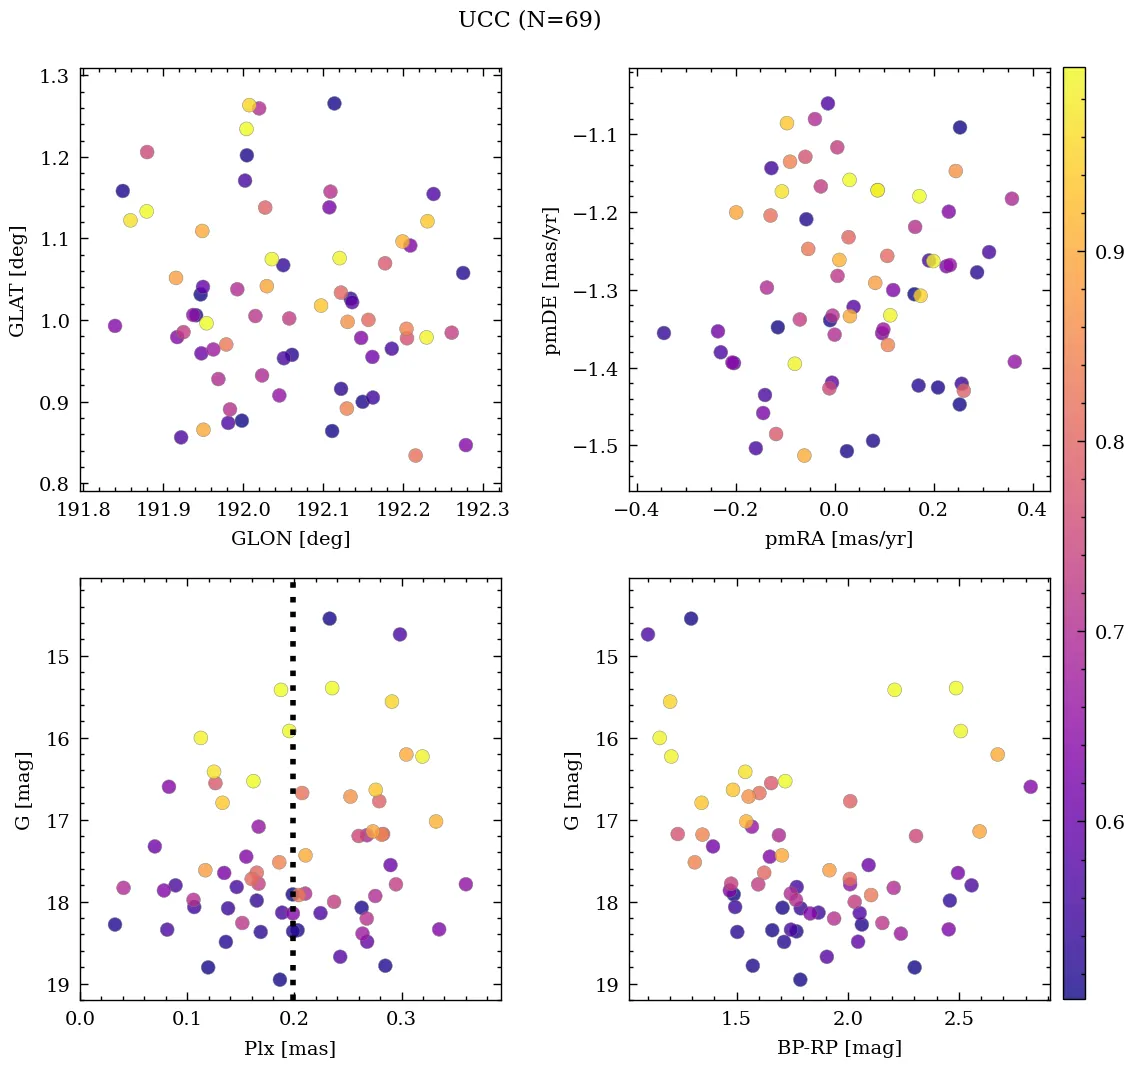 UCC (N=69)
1.3
1.2
1.1
1.0
0.9
0.8
GLAT [deg]
191.8 191.9 192.0 192.1 192.2 192.3
GLON [deg]
−1.1
−1.2
−1.3
−1.4
−1.5
pmDE [mas/yr]
−0.4 −0.2 0.0 0.2 0.4
pmRA [mas/yr]
0.9
0.8
0.7
0.6
15
16
17
18
19
G [mag]
0.0 0.1 0.2 0.3
Plx [mas]
15
16
17
18
19
G [mag]
1.5 2.0 2.5
BP-RP [mag]